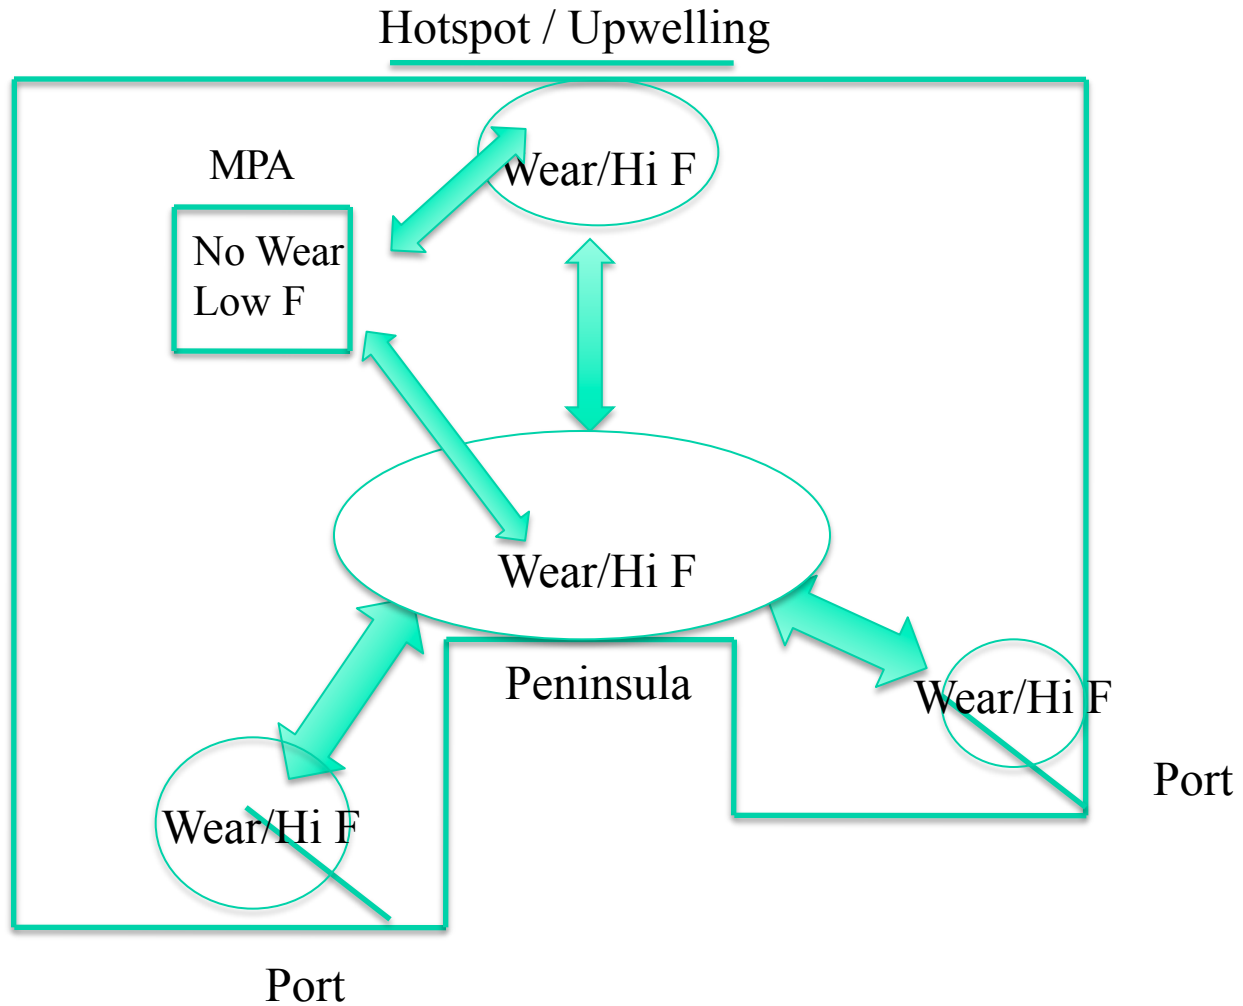 Hotspot / Upwelling
Wear/Hi F
MPA
No Wear
Low F
Wear/Hi F
Peninsula
Wear/Hi F
Port
Wear/Hi F
Port